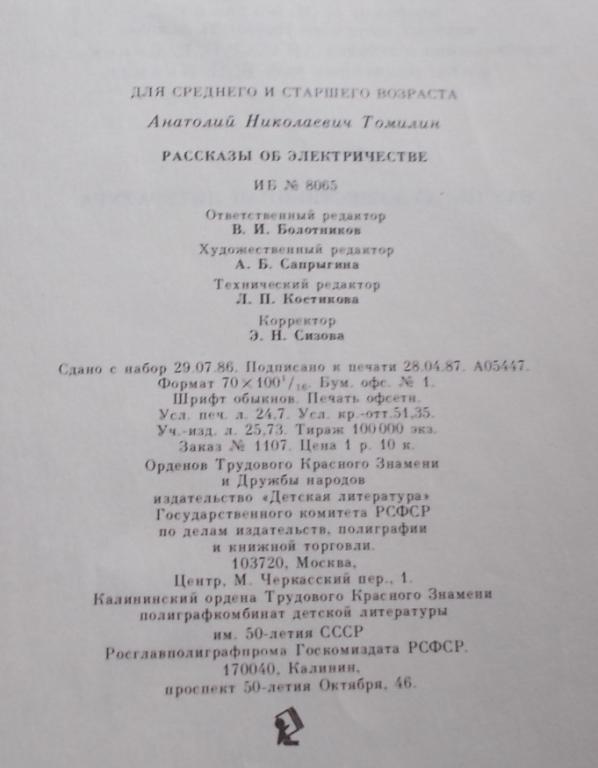 ДЛЯ СРЕДНЕГО И СТАРШЕГО ВОЗРАСТА
Анатолий Николаевич Томилин
РАССКАЗЫ ОБ ЭЛЕКТРИЧЕСТВЕ
ИБ № 8065
Ответственный редактор
В. И. Болотников
Художественный редактор
А. Б. Сапрыгина
Технический редактор
Л. П. Костикова
Корректор
Э. Н. Сизова
Сдано с набор 29.07.86. Подписано к печати 28.04.87. А05447.
Формат 70×100¹/₁₆. Бум. офс. № 1.
Шрифт обыкнов. Печать офсетн.
Усл. печ. л. 24,7. Усл. кр.-отт.51,35.
Уч.-изд. л. 25,73. Тираж 100 000 экз.
Заказ № 1107. Цена 1 р. 10 к.
Орденов Трудового Красного Знамени
и Дружбы народов
издательство «Детская литература»
Государственного комитета РСФСР
по делам издательств, полиграфии
и книжной торговли.
103720, Москва,
Центр, М. Черкасский пер., 1.
Калининский ордена Трудового Красного Знамени
полиграфкомбинат детской литературы
им. 50-летия СССР
Росглавполиграфпрома Госкомиздата РСФСР.
170040, Калинин,
проспект 50-летия Октября, 46.